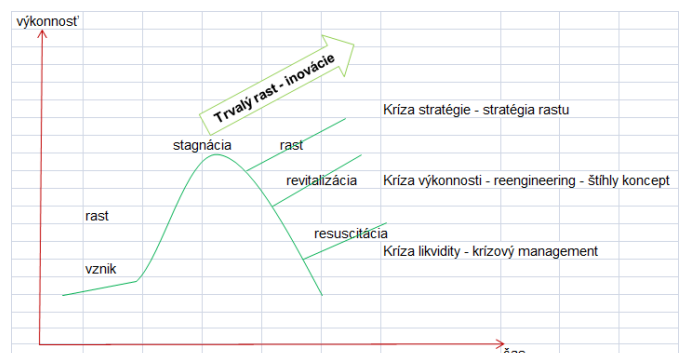 výkonnosť
Trvalý rast - inovácie
Kríza stratégie - stratégia rastu
stagnácia
rast
revitalizácia
Kríza výkonnosti - reengineering - štíhly koncept
rast
resuscitácia
Kríza likvidity - krízový management
vznik
čas